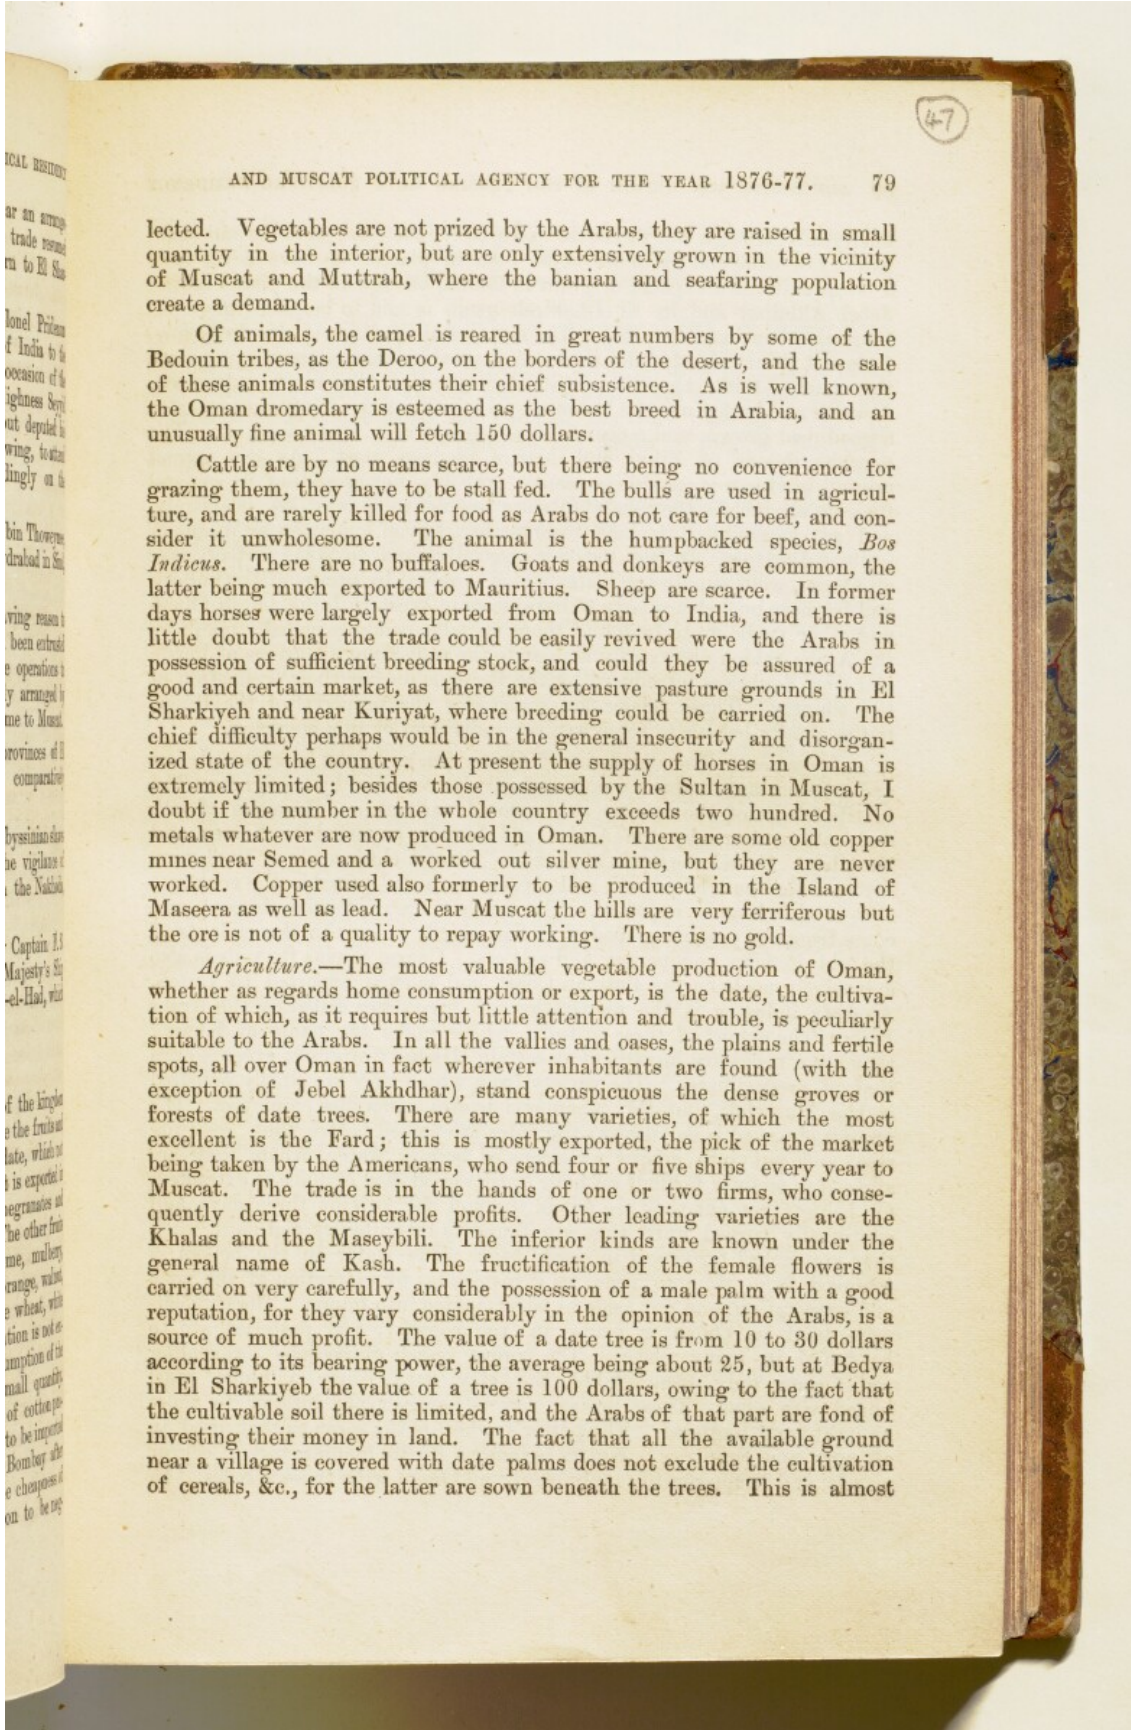 47
AND MUSCAT POLITICAL AGENCY FOR THE YEAR 1876-77. 79
lected. Vegetables are not prized by the Arabs, they are raised in small
quantity in the interior, but are only extensively grown in the vicinity
of Muscat and Muttrah, where the banian and seafaring population
create a demand.
Of animals, the camel is reared in great numbers by some of the
Bedouin tribes, as the Deroo, on the borders of the desert, and the sale
of these animals constitutes their chief subsistence. As is well known,
the Oman dromedary is esteemed as the best breed in Arabia, and an
unusually fine animal will fetch 150 dollars.
Cattle are by no means scarce, but there being no convenience for
grazing them, they have to be stall fed. The bulls are used in agricul-
ture, and are rarely killed for food as Arabs do not care for beef, and con-
sider it unwholesome. The animal is the humpbacked species, Bos
Indicus. There are no buffaloes. Goats and donkeys are common, the
latter being much exported to Mauritius. Sheep are scarce. In former
days horses were largely exported from Oman to India, and there is
little doubt that the trade could be easily revived were the Arabs in
possession of sufficient breeding stock, and could they be assured of a
good and certain market, as there are extensive pasture grounds in El
Sharkiyeh and near Kuriyat, where breeding could be carried on. The
chief difficulty perhaps would be in the general insecurity and disorgan-
ized state of the country. At present the supply of horses in Oman is
extremely limited; besides those possessed by the Sultan in Muscat, I
doubt if the number in the whole country exceeds two hundred. No
metals whatever are now produced in Oman. There are some old copper
mines near Semed and a worked out silver mine, but they are never
worked. Copper used also formerly to be produced in the Island of
Maseera as well as lead. Near Muscat the hills are very ferriferous but
the ore is not of a quality to repay working. There is no gold.
Agriculture.—The most valuable vegetable production of Oman,
whether as regards home consumption or export, is the date, the cultiva-
tion of which, as it requires but little attention and trouble, is peculiarly
suitable to the Arabs. In all the vallies and oases, the plains and fertile
spots, all over Oman in fact wherever inhabitants are found (with the
exception of Jebel Akhdhar), stand conspicuous the dense groves or
forests of date trees. There are many varieties, of which the most
excellent is the Fard; this is mostly exported, the pick of the market
being taken by the Americans, who send four or five ships every year to
Muscat. The trade is in the hands of one or two firms, who conse-
quently derive considerable profits. Other leading varieties are the
Khalas and the Maseybili. The inferior kinds are known under the
general name of Kash. The fructification of the female flowers is
carried on very carefully, and the possession of a male palm with a good
reputation, for they vary considerably in the opinion of the Arabs, is a
source of much profit. The value of a date tree is from 10 to 30 dollars
according to its bearing power, the average being about 25, but at Bedya
in El Sharkiyeh the value of a tree is 100 dollars, owing to the fact that
the cultivable soil there is limited, and the Arabs of that part are fond of
investing their money in land. The fact that all the available ground
near a village is covered with date palms does not exclude the cultivation
of cereals, &c., for the latter are sown beneath the trees. This is almost